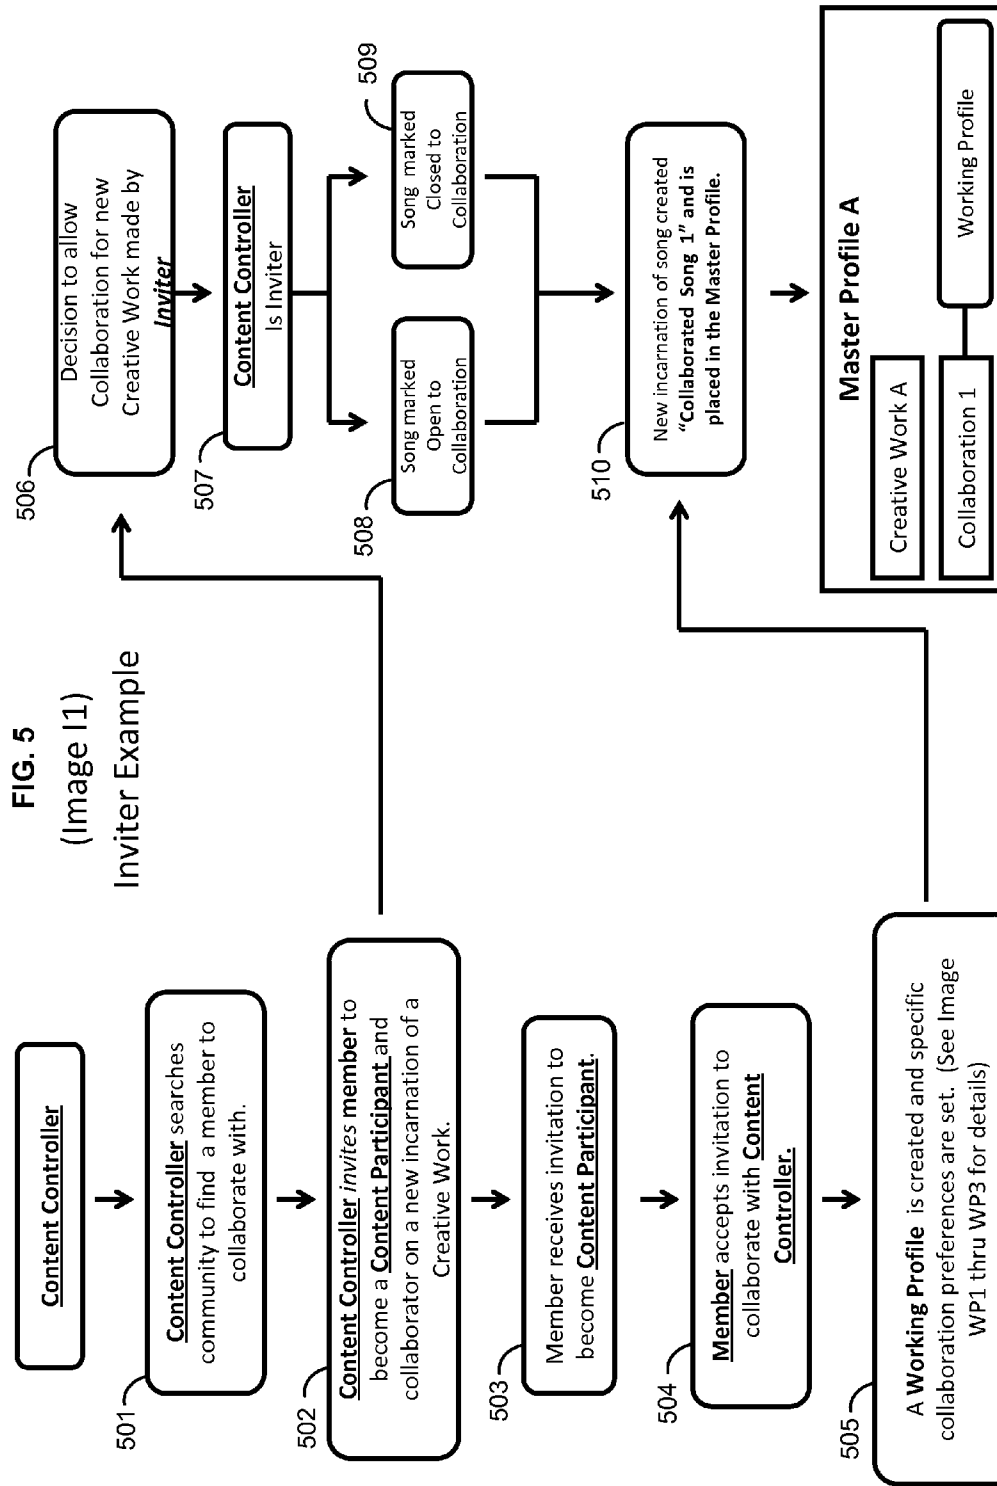 FIG. 5
(Image I1)
Inviter Example
Content Controller
501
Content Controller searches
community to find a member to
collaborate with.
502
Content Controller invites member to
become a Content Participant and
collaborator on a new incarnation of a
Creative Work.
503
Member receives invitation to
become Content Participant.
504
Member accepts invitation to
collaborate with Content
Controller.
505
A Working Profile is created and specific
collaboration preferences are set. (See Image
WP1 thru WP3 for details)
506
Decision to allow
Collaboration for new
Creative Work made by
Inviter
507
Content Controller
Is Inviter
508
Song marked
Open to
Collaboration
509
Song marked
Closed to
Collaboration
510
New incarnation of song created
“Collaborated Song 1” and is
placed in the Master Profile.
Master Profile A
Creative Work A
Collaboration 1
Working Profile